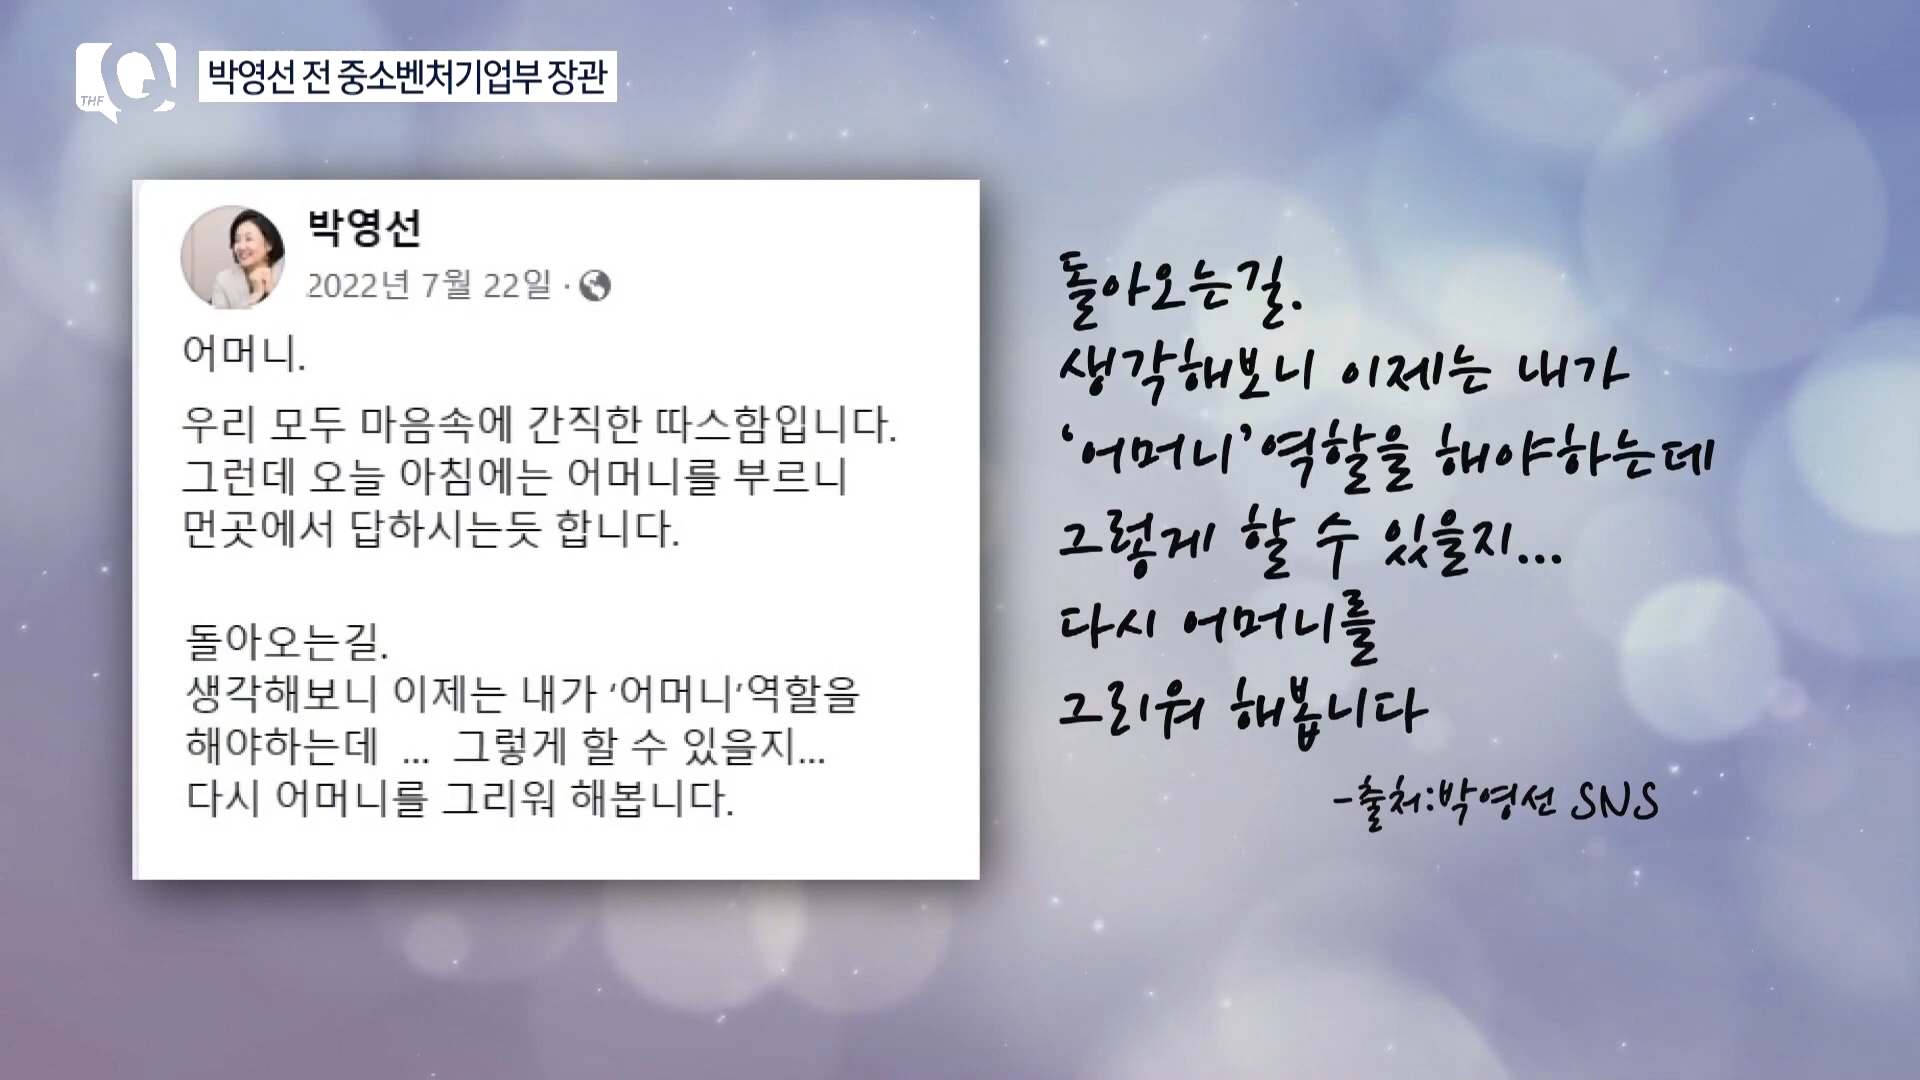 THE Q
박영선 전 중소벤처기업부 장관
박영선
2022년 7월 22일 ·
어머니.
우리 모두 마음속에 간직한 따스함입니다.
그런데 오늘 아침에는 어머니를 부르니
먼곳에서 답하시는듯 합니다.
돌아오는길.
생각해보니 이제는 내가 ‘어머니’역할을
해야하는데 ... 그렇게 할 수 있을지...
다시 어머니를 그리워 해봅니다.
돌아오는길.
생각해보니 이제는 내가
‘어머니’역할을 해야하는데
그렇게 할 수 있을지...
다시 어머니를
그리워 해봅니다
-출처:박영선 SNS